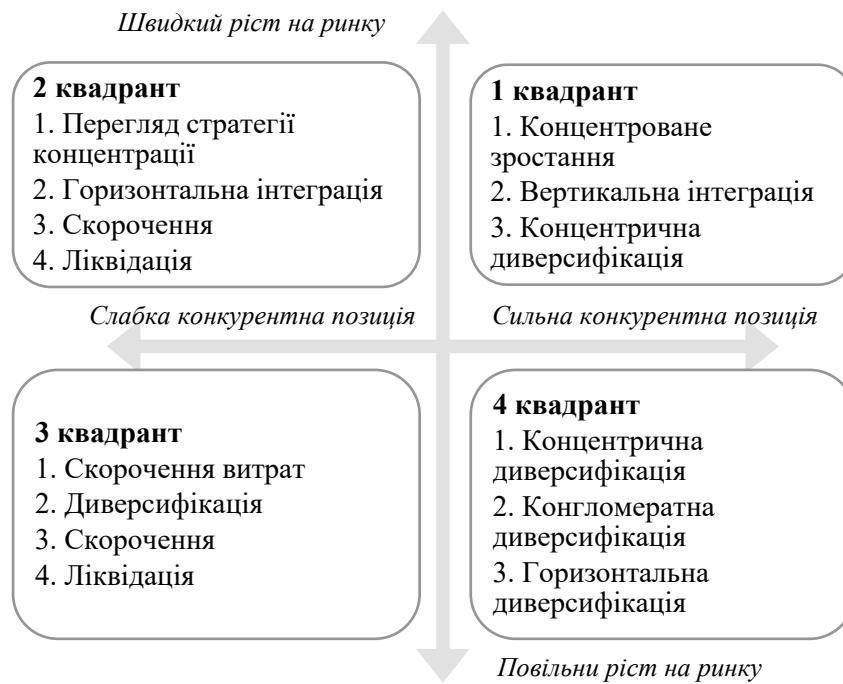 Швидкий ріст на ринку
2 квадрант
1. Перегляд стратегії
концентрації
2. Горизонтальна інтеграція
3. Скорочення
4. Ліквідація
1 квадрант
1. Концентроване
зростання
2. Вертикальна інтеграція
3. Концентрична
диверсифікація
Слабка конкурентна позиція
Сильна конкурентна позиція
3 квадрант
1. Скорочення витрат
2. Диверсифікація
3. Скорочення
4. Ліквідація
4 квадрант
1. Концентрична
диверсифікація
2. Конгломератна
диверсифікація
3. Горизонтальна
диверсифікація
Повільни ріст на ринку